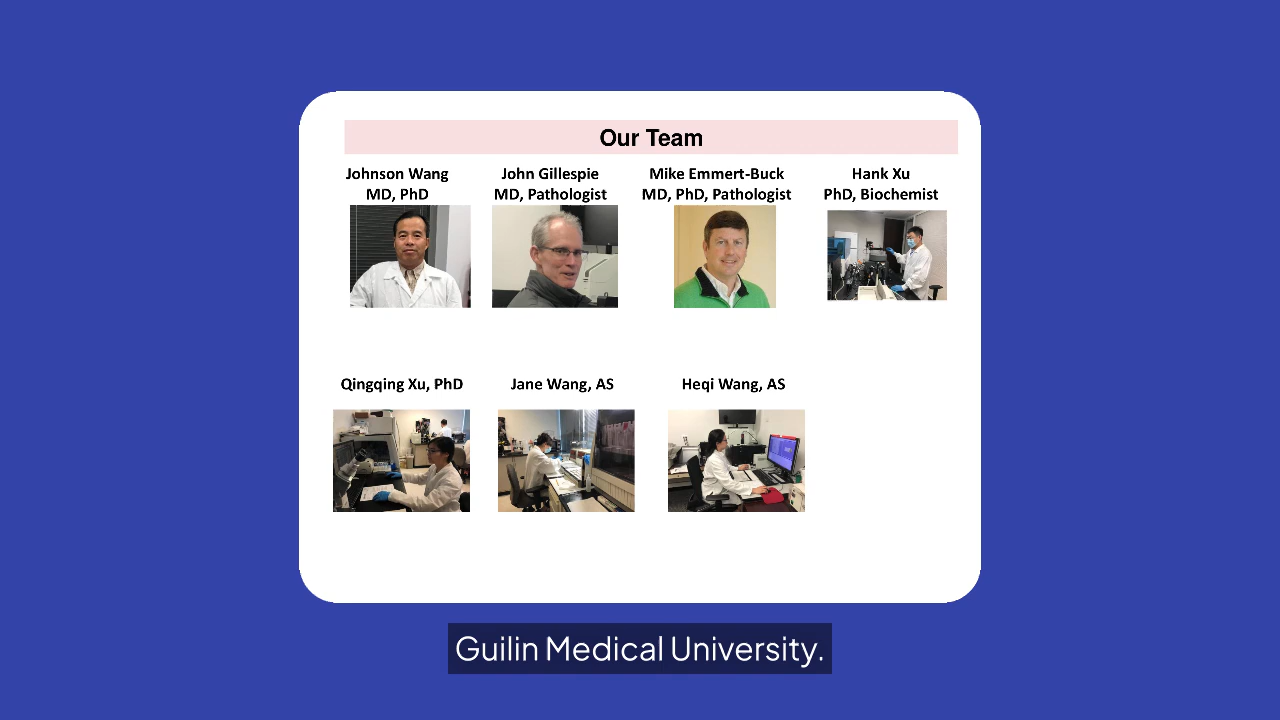 Our Team
Johnson Wang
MD, PhD
John Gillespie
MD, Pathologist
Mike Emmert-Buck
MD, PhD, Pathologist
Hank Xu
PhD, Biochemist
Qingqing Xu, PhD
Jane Wang, AS
Heqi Wang, AS
Guilin Medical University.